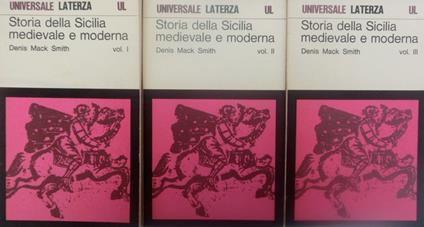 UNIVERSALE LATERZA UL
Storia della Sicilia
medievale e moderna
Denis Mack Smith vol. I
UNIVERSALE LATERZA UL
Storia della Sicilia
medievale e moderna
Denis Mack Smith vol. II
UNIVERSALE LATERZA UL
Storia della Sicilia
medievale e moderna
Denis Mack Smith vol. III